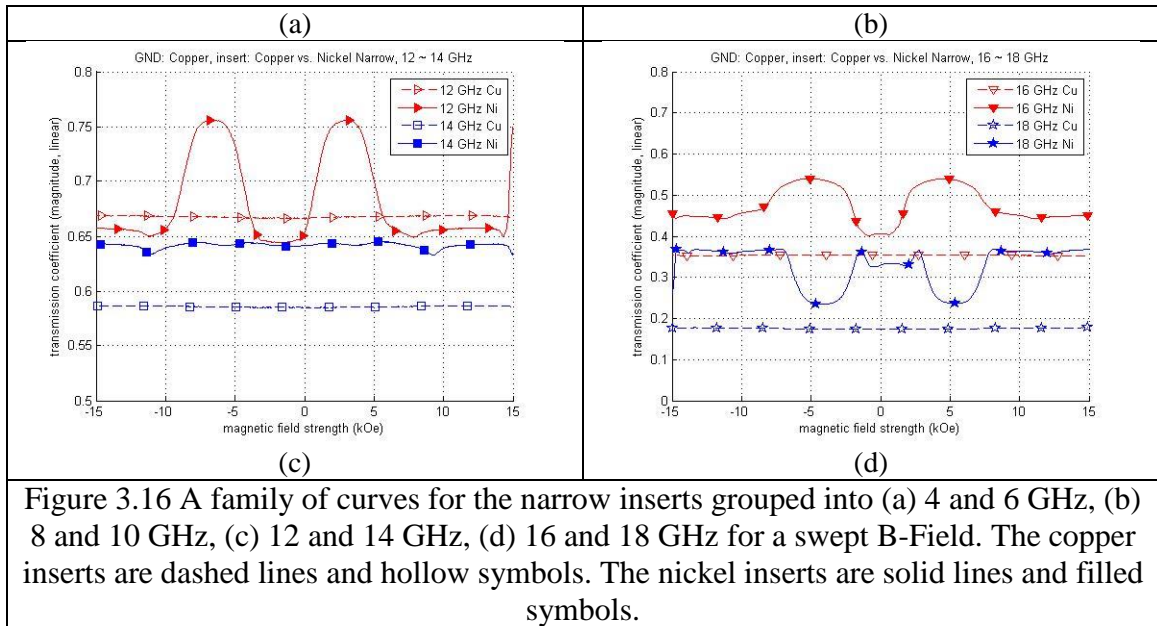 (a)
(b)
GND: Copper, insert: Copper vs. Nickel Narrow, 12 ~ 14 GHz
0.8
0.75
0.7
0.65
0.6
0.55
0.5
transmission coefficient (magnitude, linear)
12 GHz Cu
12 GHz Ni
14 GHz Cu
14 GHz Ni
-15
-10
-5
0
5
10
15
magnetic field strength (kOe)
(c)
GND: Copper, insert: Copper vs. Nickel Narrow, 16 ~ 18 GHz
0.8
0.7
0.6
0.5
0.4
0.3
0.2
0.1
0
transmission coefficient (magnitude, linear)
16 GHz Cu
16 GHz Ni
18 GHz Cu
18 GHz Ni
-15
-10
-5
0
5
10
15
magnetic field strength (kOe)
(d)
Figure 3.16 A family of curves for the narrow inserts grouped into (a) 4 and 6 GHz, (b)
8 and 10 GHz, (c) 12 and 14 GHz, (d) 16 and 18 GHz for a swept B-Field. The copper
inserts are dashed lines and hollow symbols. The nickel inserts are solid lines and filled
symbols.